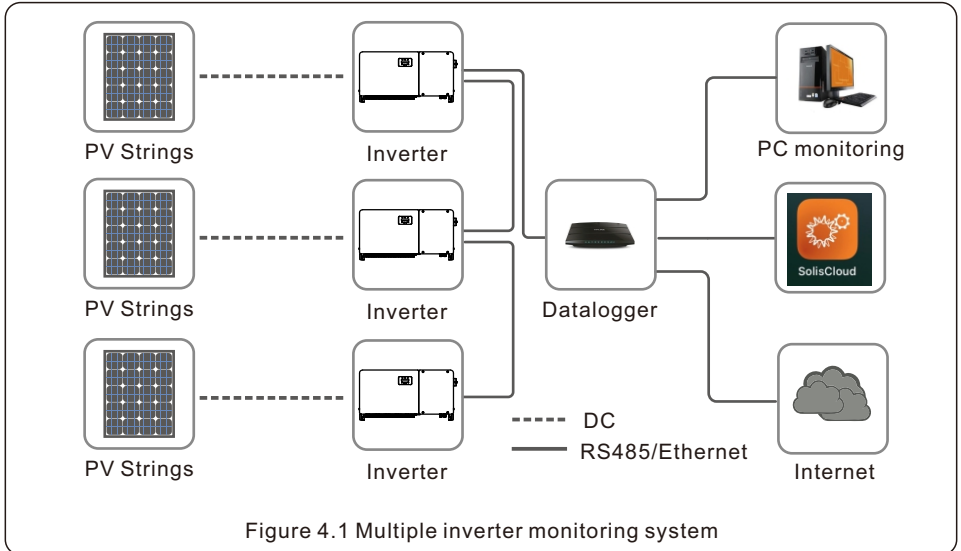 PV Strings
Inverter
PC monitoring
PV Strings
Inverter
Datalogger
SolisCloud
PV Strings
Inverter
DC
RS485/Ethernet
Internet
Figure 4.1 Multiple inverter monitoring system